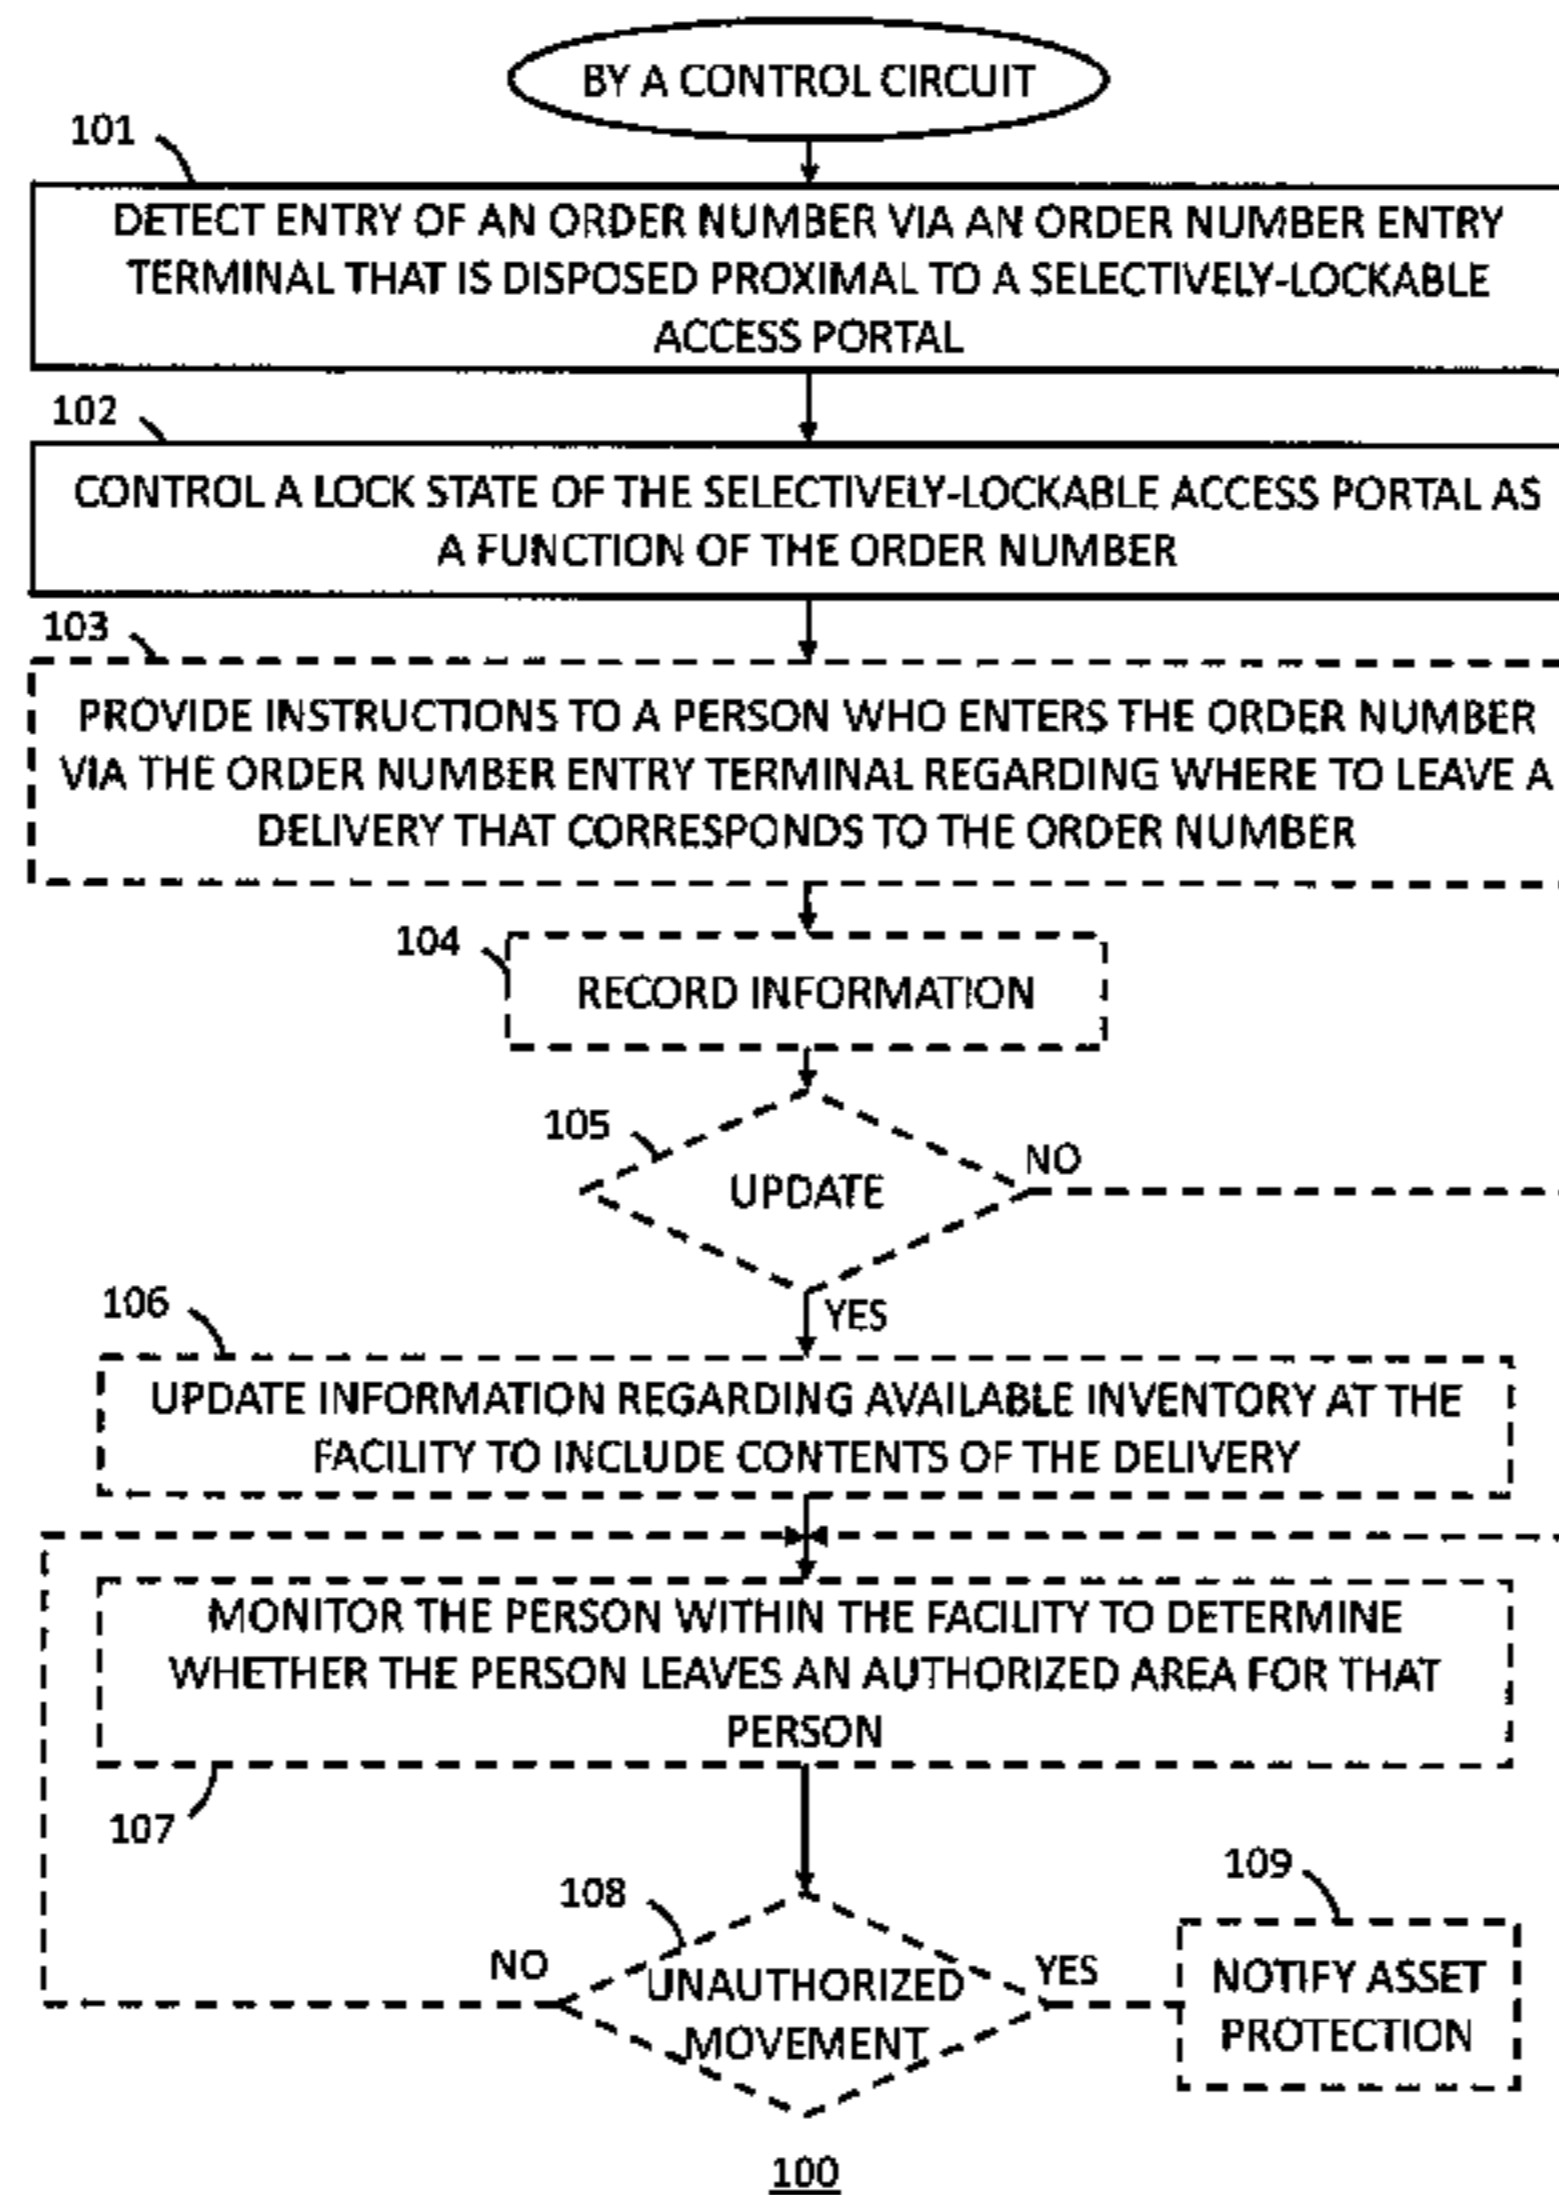 BY A CONTROL CIRCUIT
101
DETECT ENTRY OF AN ORDER NUMBER VIA AN ORDER NUMBER ENTRY
TERMINAL THAT IS DISPOSED PROXIMAL TO A SELECTIVELY-LOCKABLE
ACCESS PORTAL
102
CONTROL A LOCK STATE OF THE SELECTIVELY-LOCKABLE ACCESS PORTAL AS
A FUNCTION OF THE ORDER NUMBER
103
PROVIDE INSTRUCTIONS TO A PERSON WHO ENTERS THE ORDER NUMBER
VIA THE ORDER NUMBER ENTRY TERMINAL REGARDING WHERE TO LEAVE A
DELIVERY THAT CORRESPONDS TO THE ORDER NUMBER
104
RECORD INFORMATION
105
UPDATE
NO
YES
106
UPDATE INFORMATION REGARDING AVAILABLE INVENTORY AT THE
FACILITY TO INCLUDE CONTENTS OF THE DELIVERY
MONITOR THE PERSON WITHIN THE FACILITY TO DETERMINE
WHETHER THE PERSON LEAVES AN AUTHORIZED AREA FOR THAT
PERSON
107
108
NO
UNAUTHORIZED
MOVEMENT
YES
109
NOTIFY ASSET
PROTECTION
100